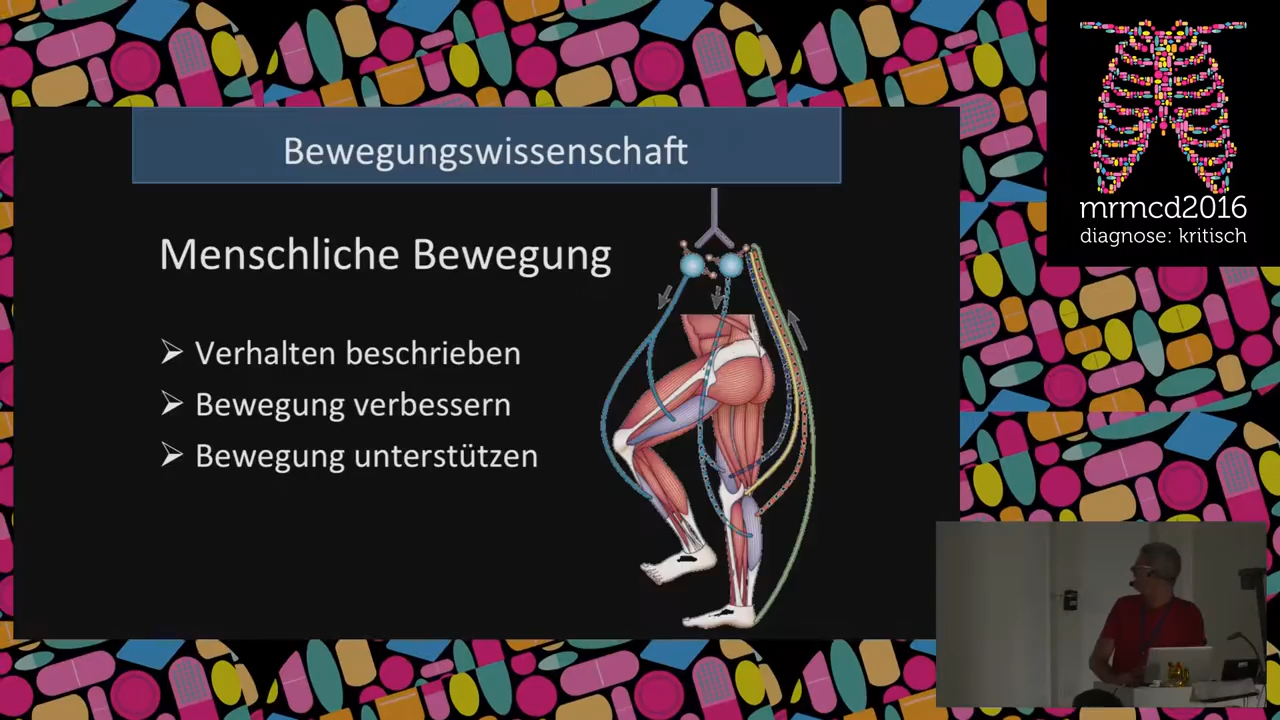 Bewegungswissenschaft
Menschliche Bewegung
Verhalten beschrieben
Bewegung verbessern
Bewegung unterstützen
mrmcd2016
diagnose: kritisch